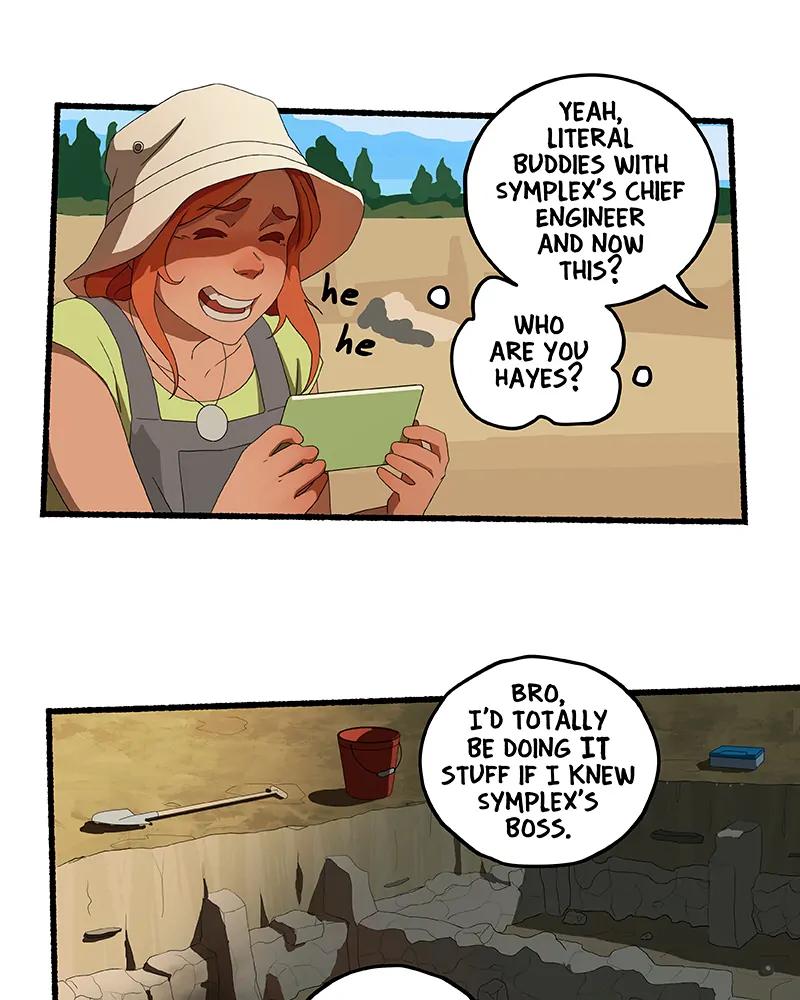 YEAH,
LITERAL
BUDDIES WITH
SYMPLEX'S CHIEF
ENGINEER
AND NOW
THIS?
he
he
WHO
ARE YOU
HAYES?
BRO,
I'D TOTALLY
BE DOING IT
STUFF IF I KNEW
SYMPLEX'S
BOSS.